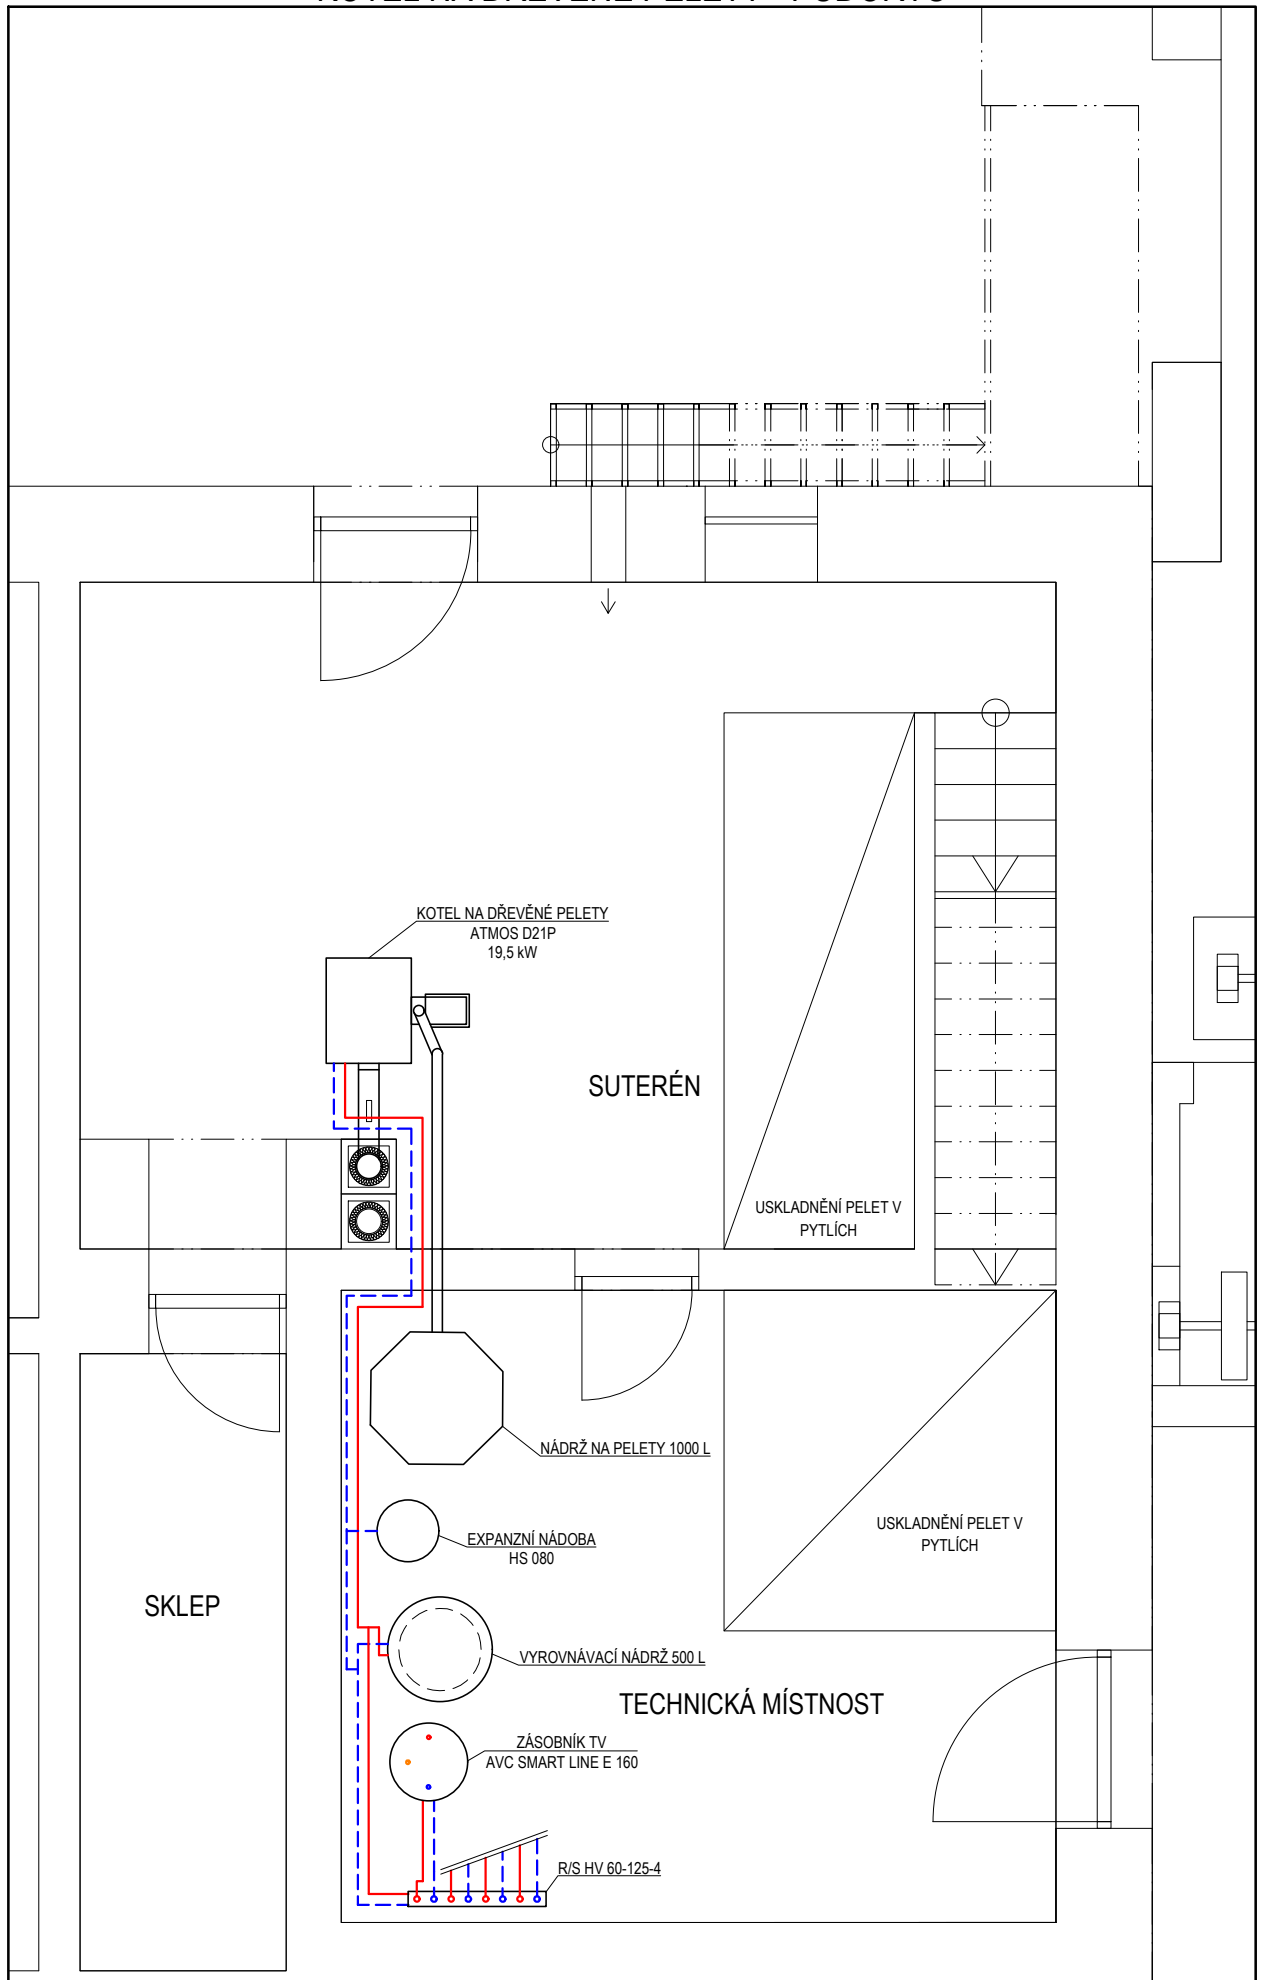 KOTEL NA DŘEVĚNÉ PELETY
ATMOS D21P
19,5 kW
SUTERÉN
USKLADNĚNÍ PELET V
PYTLÍCH
NÁDRŽ NA PELETY 1000 L
USKLADNĚNÍ PELET V
PYTLÍCH
EXPANZNÍ NÁDOBA
HS 080
SKLEP
VYROVNÁVACÍ NÁDRŽ 500 L
TECHNICKÁ MÍSTNOST
ZÁSOBNÍK TV
AVC SMART LINE E 160
R/S HV 60-125-4